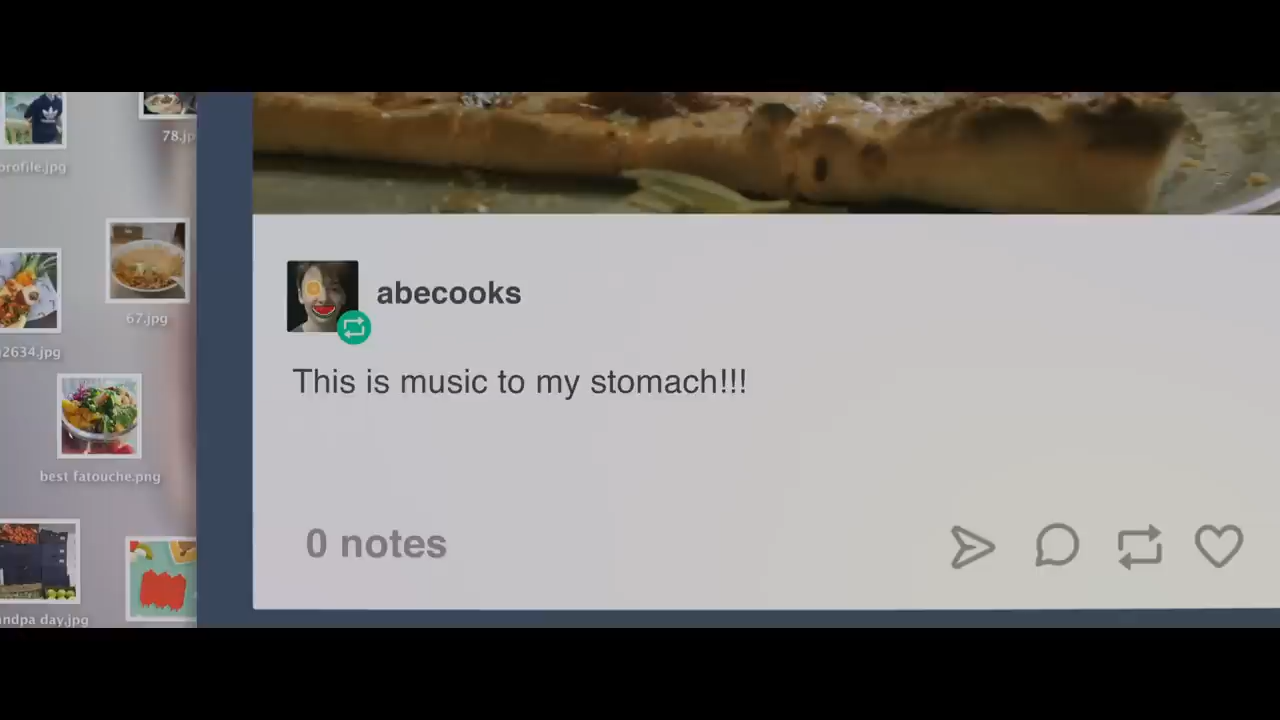 profile.jpg
78.jp
67.jpg
2634.jpg
best fatouche.png
ndpa day.jpg
abecooks
This is music to my stomach!!!
0 notes